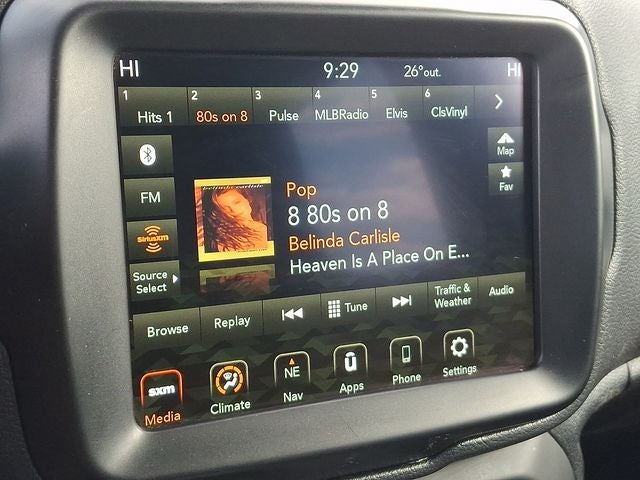 HI 9:29 26°out. HI
1 2 3 4 5 6
Hits 1 80s on 8 Pulse MLBRadio Elvis ClsVinyl
Map
FM
Fav
belinda carlisle
Pop
8 80s on 8
SiriusXM
Belinda Carlisle
Heaven Is A Place On E...
Source
Select
Browse Replay Tune Traffic & Audio
Weather
sxm NE
Media Climate Nav Apps Phone Settings